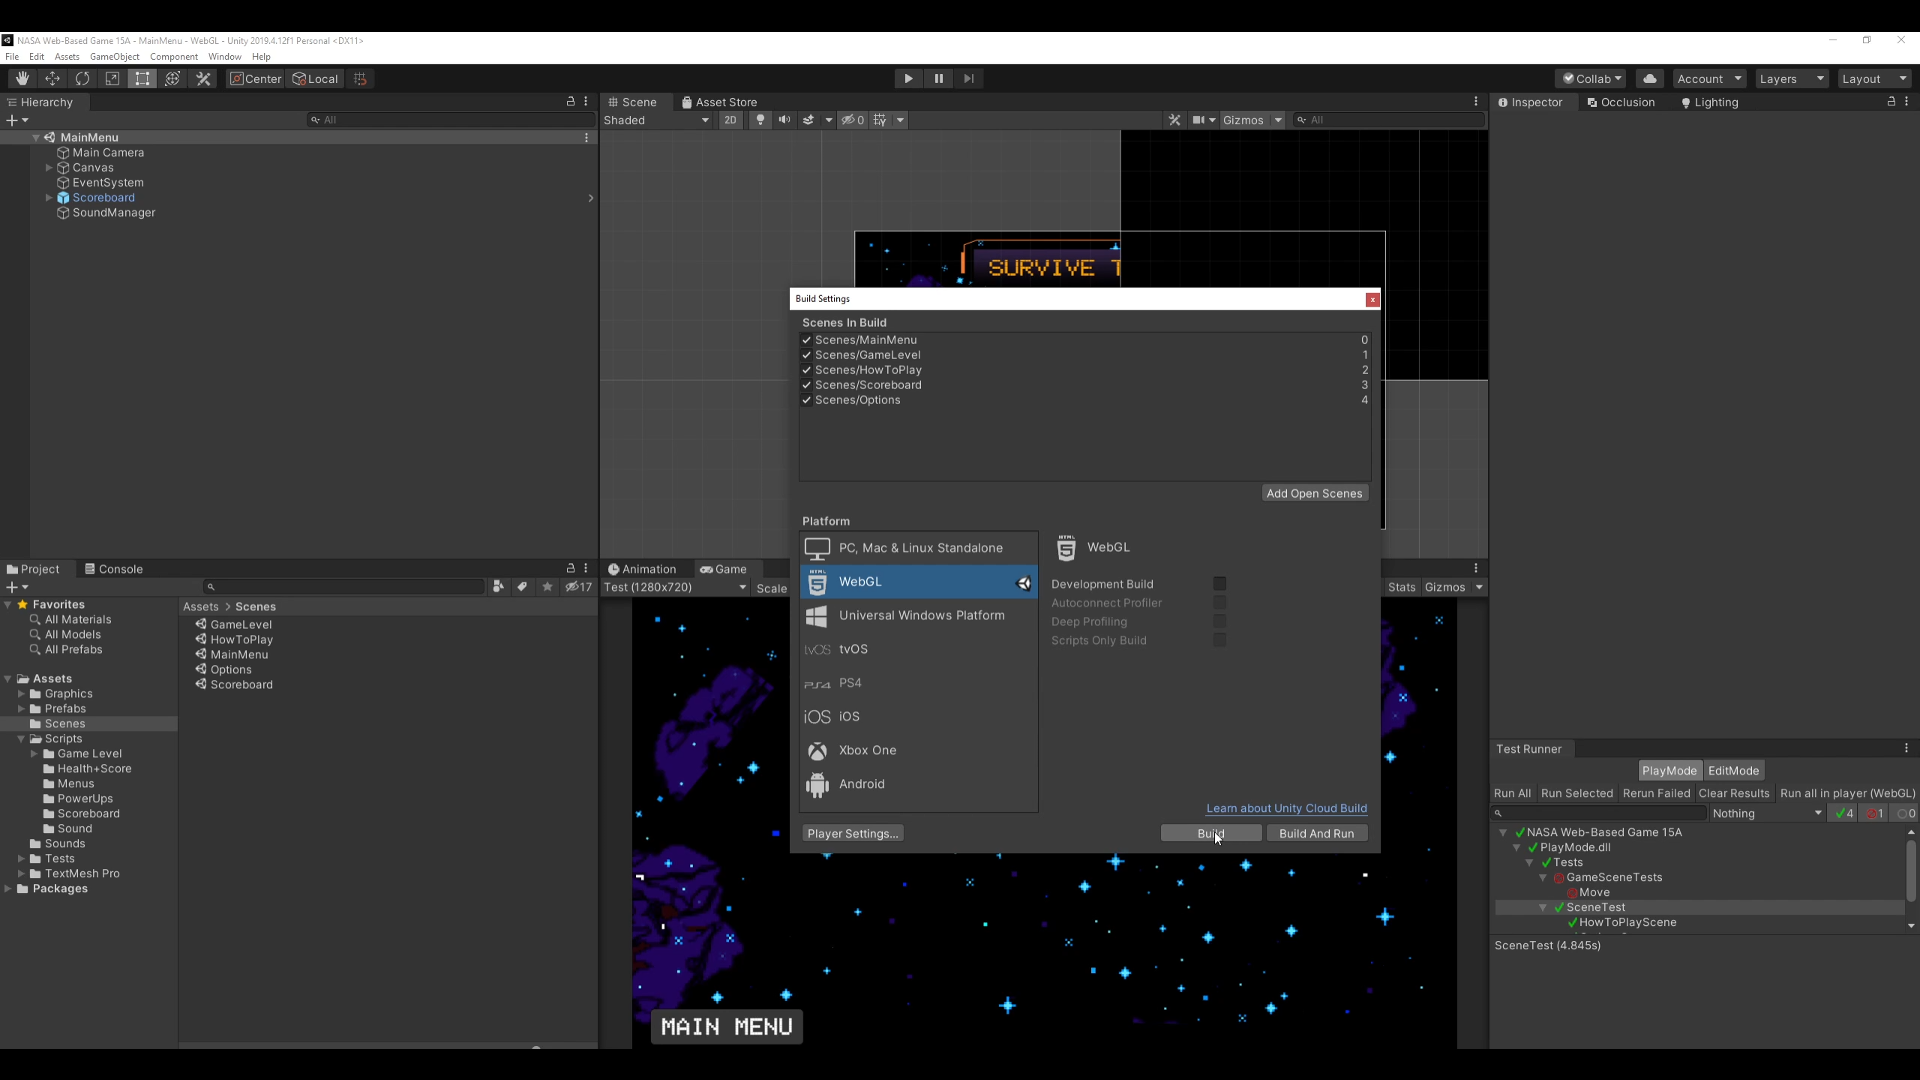 NASA Web-Based Game 15A - MainMenu - WebGL - Unity 2019.4.12f1 Personal <DX11>
File Edit Assets GameObject Component Window Help
Center Local
Collab Account Layers Layout
Hierarchy
All
MainMenu
Main Camera
Canvas
EventSystem
Scoreboard
SoundManager
Scene Asset Store
Shaded 2D 0 Gizmos All
SURVIVE T
Inspector Occlusion Lighting
Build Settings
x
Scenes In Build
Scenes/MainMenu 0
Scenes/GameLevel 1
Scenes/HowToPlay 2
Scenes/Scoreboard 3
Scenes/Options 4
Add Open Scenes
Platform
PC, Mac & Linux Standalone
HTML 5 WebGL
Universal Windows Platform
tvOS tvOS
PS4 PS4
iOS iOS
Xbox One
Android
HTML 5 WebGL
Development Build
Autoconnect Profiler
Deep Profiling
Scripts Only Build
Learn about Unity Cloud Build
Player Settings... Build Build And Run
Project Console
17
Favorites
All Materials
All Models
All Prefabs
Assets
Graphics
Prefabs
Scenes
Scripts
Game Level
Health+Score
Menus
PowerUps
Scoreboard
Sound
Sounds
Tests
TextMesh Pro
Packages
Assets > Scenes
GameLevel
HowToPlay
MainMenu
Options
Scoreboard
Animation Game
Test (1280x720) Scale
Stats Gizmos
MAIN MENU
Test Runner
PlayMode EditMode
Run All Run Selected Rerun Failed Clear Results Run all in player (WebGL)
Nothing 4 1 0
NASA Web-Based Game 15A
PlayMode.dll
Tests
GameSceneTests
Move
SceneTest
HowToPlayScene
SceneTest (4.845s)